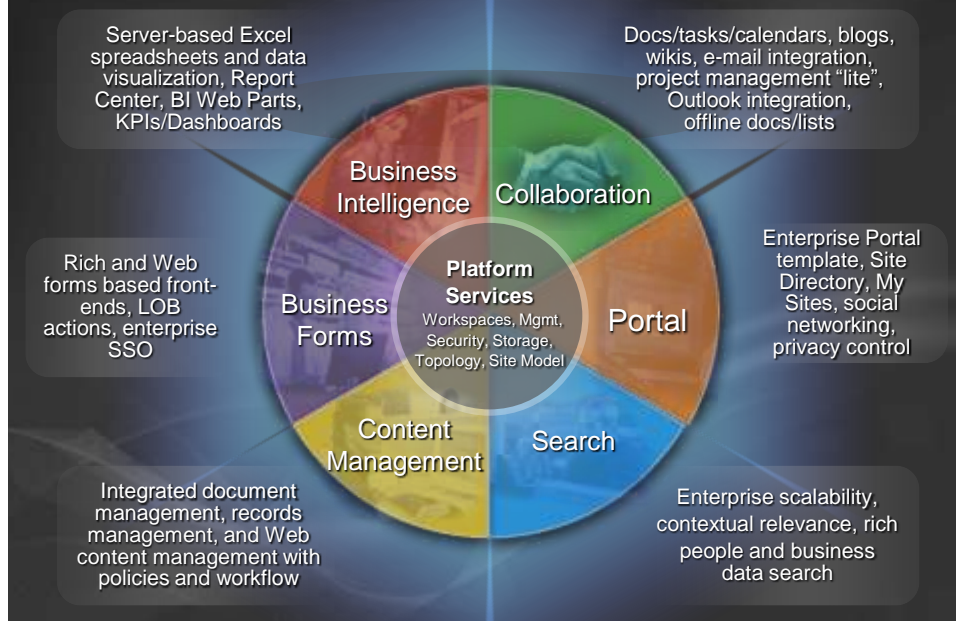 Server-based Excel
spreadsheets and data
visualization, Report
Center, BI Web Parts,
KPIs/Dashboards
Docs/tasks/calendars, blogs,
wikis, e-mail integration,
project management “lite”,
Outlook integration,
offline docs/lists
Business
Intelligence
Collaboration
Rich and Web
forms based front-
ends, LOB
actions, enterprise
SSO
Business
Forms
Platform
Services
Workspaces, Mgmt,
Security, Storage,
Topology, Site Model
Portal
Enterprise Portal
template, Site
Directory, My
Sites, social
networking,
privacy control
Content
Management
Search
Integrated document
management, records
management, and Web
content management with
policies and workflow
Enterprise scalability,
contextual relevance, rich
people and business
data search